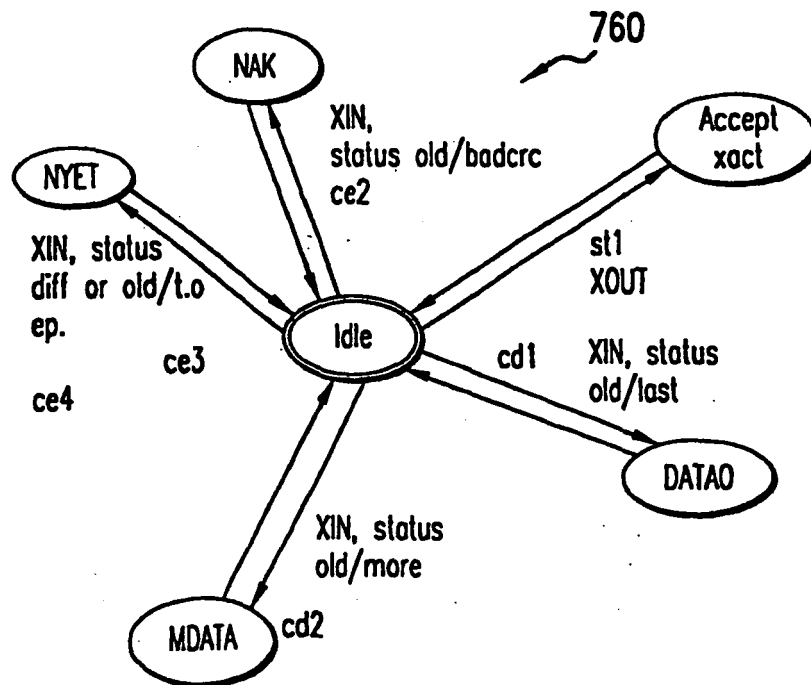 760
NAK
Accept
xact
XIN,
status old/badcrc
ce2
NYET
XIN, status
diff or old/t.o
ep.
st1
XOUT
Idle
ce3
ce4
cd1
XIN, status
old/last
DATAO
XIN, status
old/more
MDATA
cd2